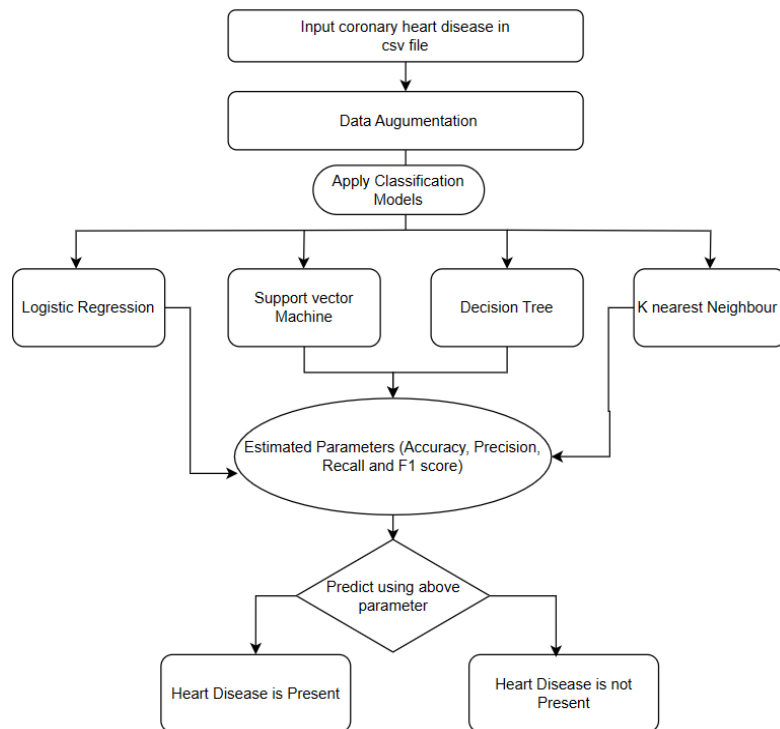 Input coronary heart disease in
csv file
Data Augumentation
Apply Classification
Models
Logistic Regression
Support vector
Machine
Decision Tree
K nearest Neighbour
Estimated Parameters (Accuracy, Precision,
Recall and F1 score)
Predict using above
parameter
Heart Disease is Present
Heart Disease is not
Present